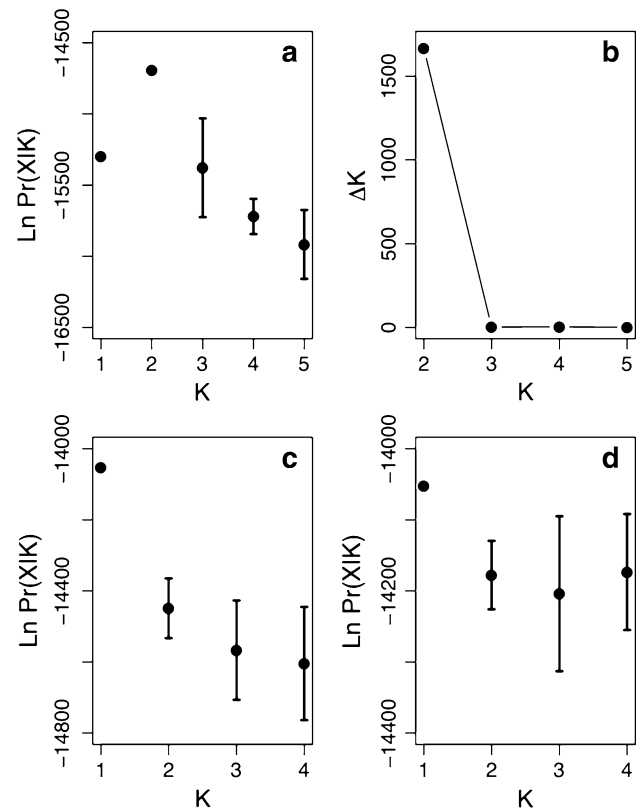 a
Ln Pr(X|K)
−14500
−15500
−16500
1 2 3 4 5
K
b
ΔK
1500
1000
500
0
2 3 4 5
K
c
Ln Pr(X|K)
−14000
−14400
−14800
1 2 3 4
K
d
Ln Pr(X|K)
−14000
−14200
−14400
1 2 3 4
K